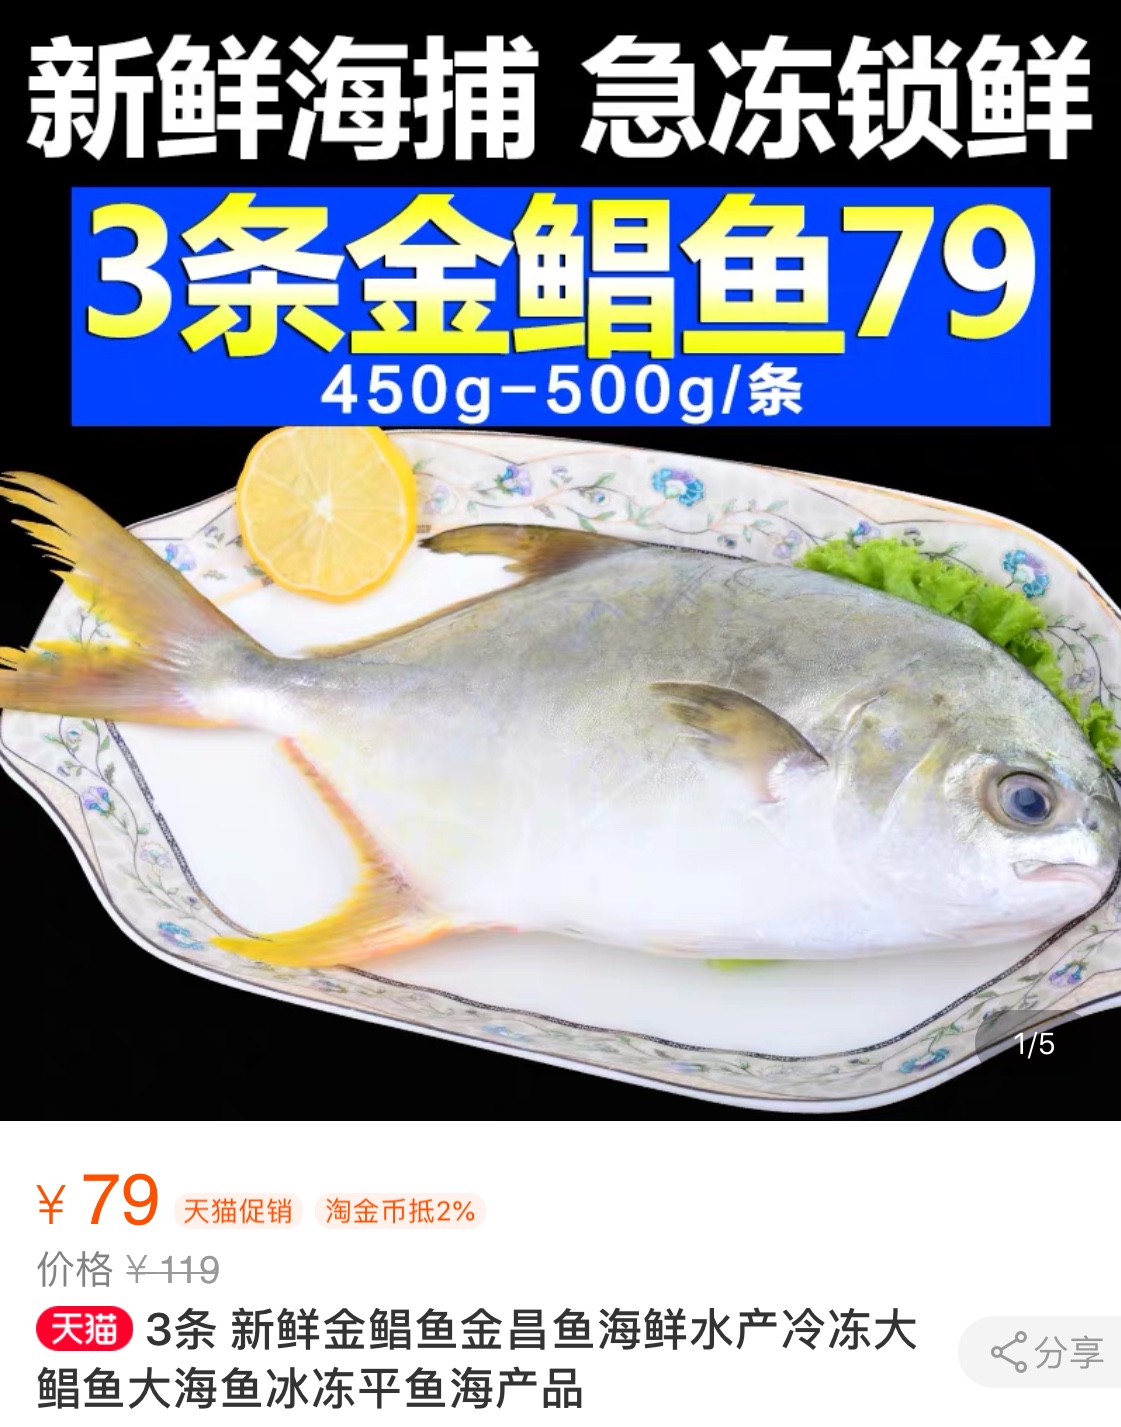 新鲜海捕 急冻锁鲜
3条金鲳鱼79
450g-500g/条
1/5
¥ 79 天猫促销 淘金币抵2%
价格 ¥ 119
天猫 3条 新鲜金鲳鱼金昌鱼海鲜水产冷冻大
鲳鱼大海鱼冰冻平鱼海产品
分享